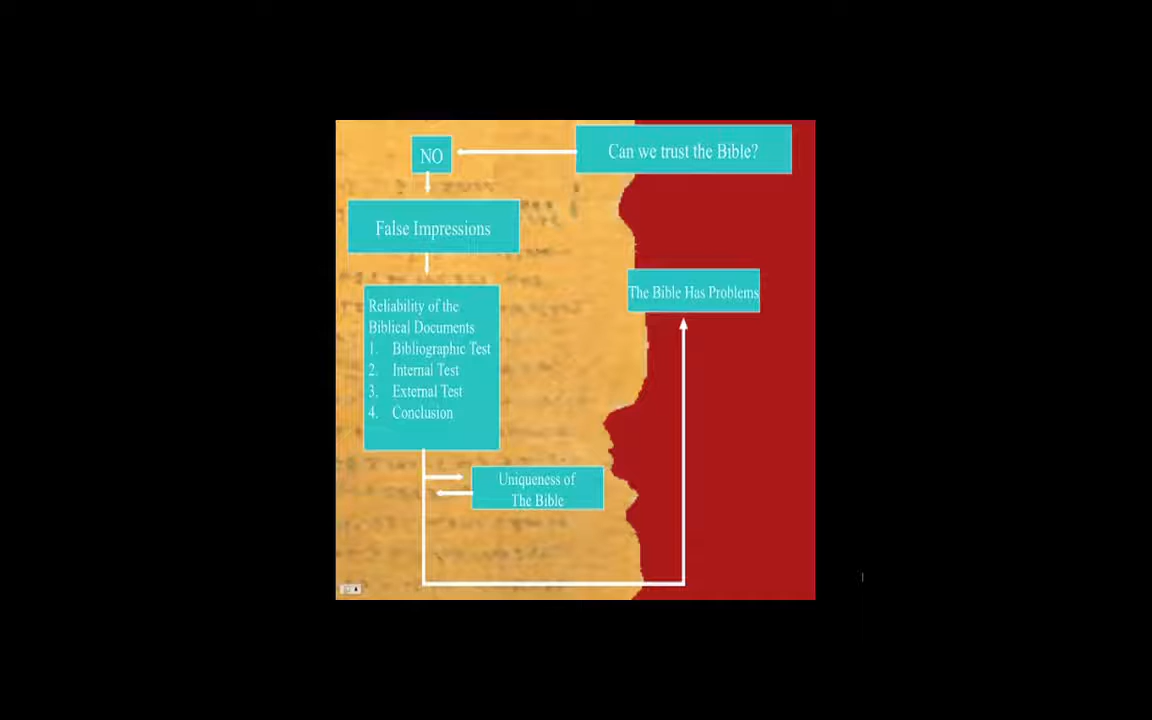 Can we trust the Bible?
NO
False Impressions
The Bible Has Problems
Reliability of the
Biblical Documents
1. Bibliographic Test
2. Internal Test
3. External Test
4. Conclusion
Uniqueness of
The Bible